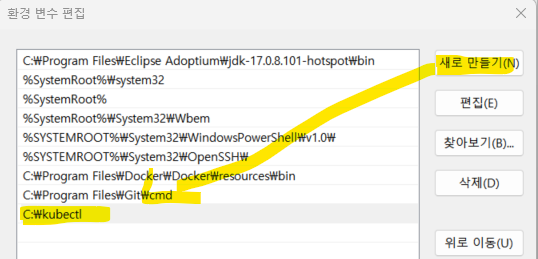 환경 변수 편집
C:₩Program Files₩Eclipse Adoptium₩jdk-17.0.8.101-hotspot₩bin
%SystemRoot%₩system32
%SystemRoot%
%SystemRoot%₩System32₩Wbem
%SYSTEMROOT%₩System32₩WindowsPowerShell₩v1.0₩
%SYSTEMROOT%₩System32₩OpenSSH₩
C:₩Program Files₩Docker₩Docker₩resources₩bin
C:₩Program Files₩Git₩cmd
C:₩kubectl
새로 만들기(N)
편집(E)
찾아보기(B)...
삭제(D)
위로 이동(U)